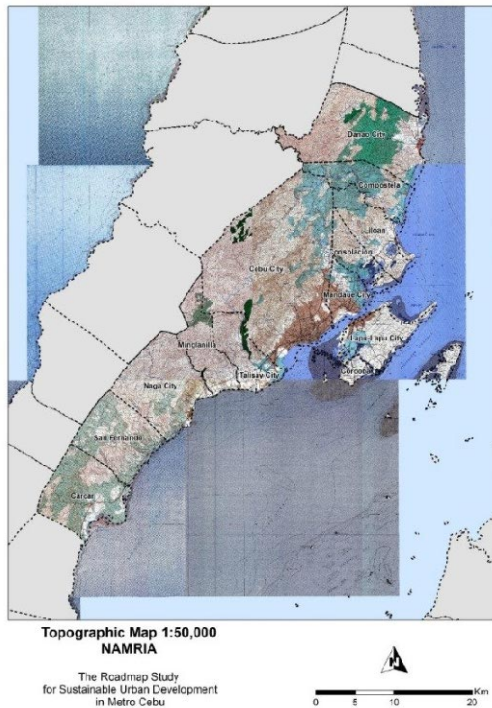 Danao City
Compostela
Liloan
Consolacion
Cebu City
Mandaue City
Lapu-Lapu City
Cordova
Minglanilla
Talisay City
Naga City
San Fernando
Carcar
Topographic Map 1:50,000
NAMRIA
The Roadmap Study
for Sustainable Urban Development
in Metro Cebu
Km
0 5 10 20